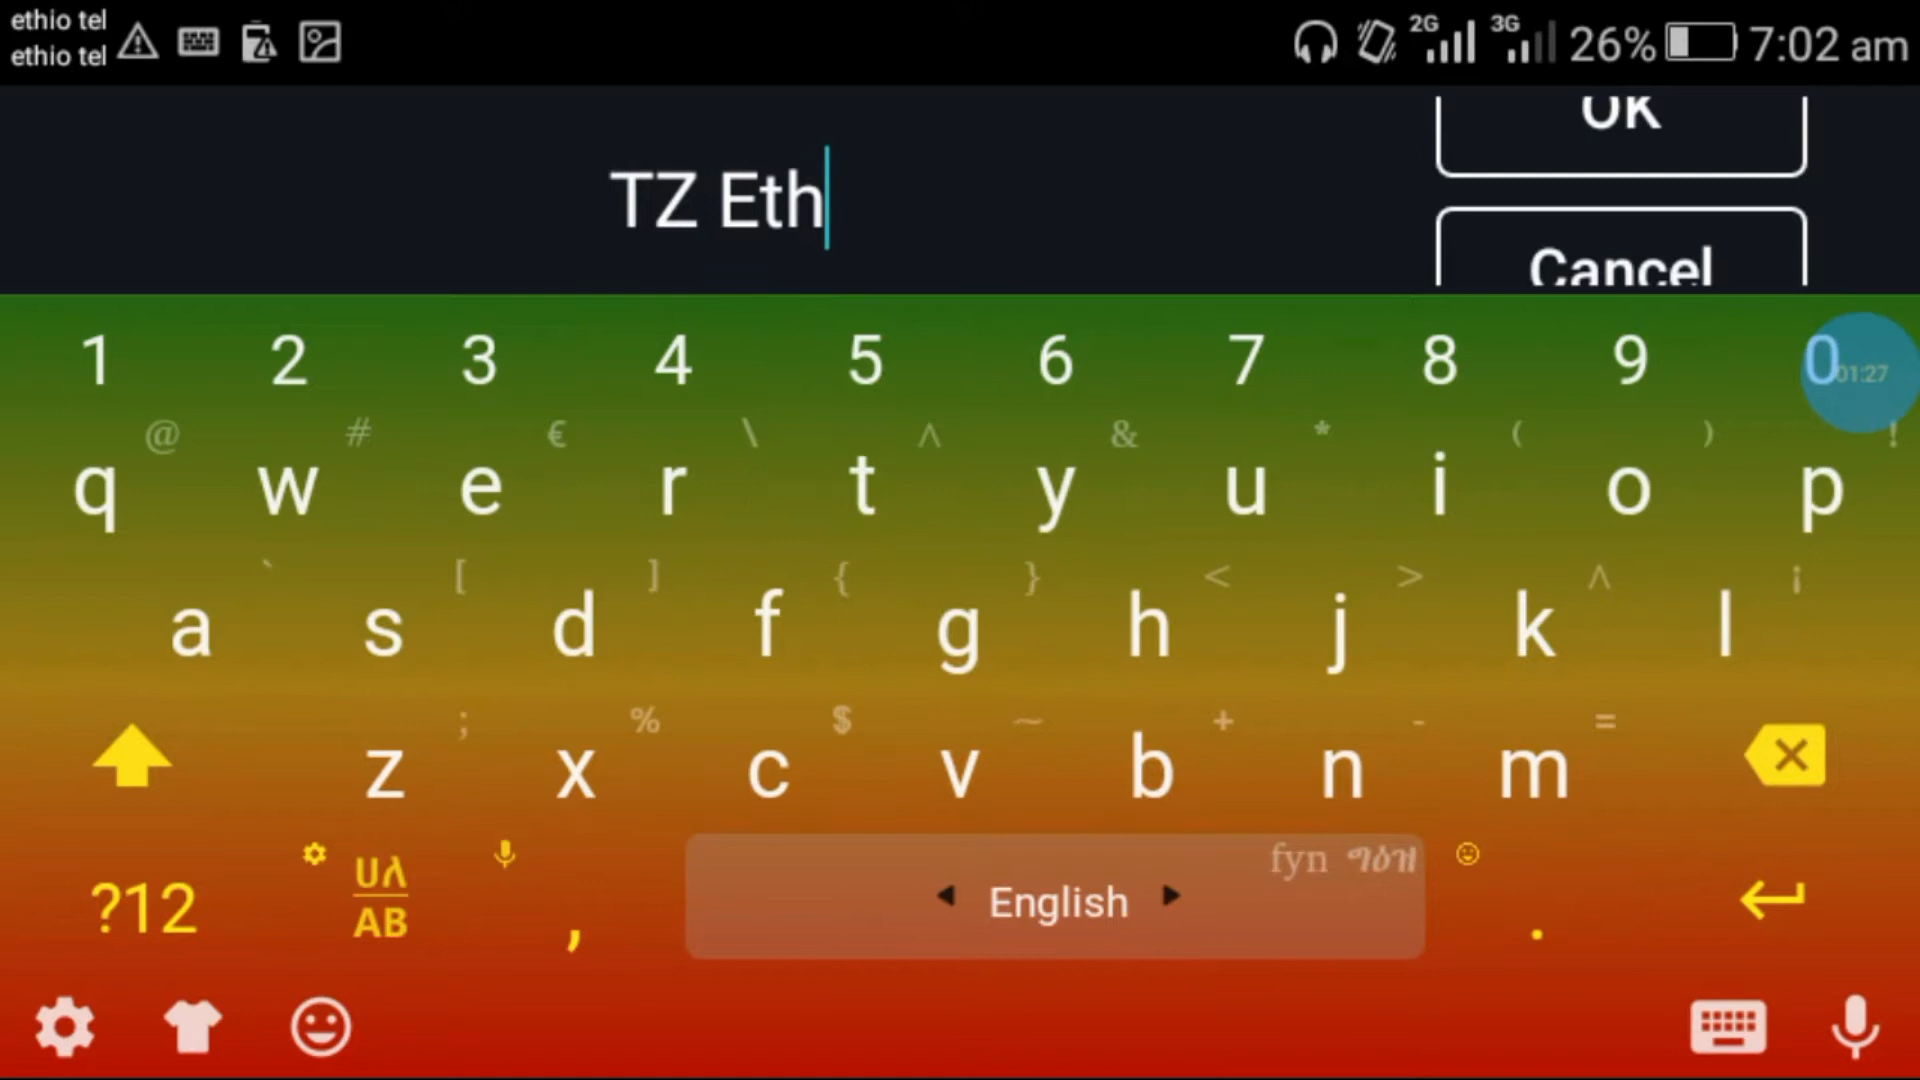 ethio tel
ethio tel
2G 3G 26% 7:02 am
OK
TZ Eth
Cancel
1 2 3 4 5 6 7 8 9 0
01:27
@ # € \ ^ & * ( ) !
q w e r t y u i o p
` [ ] { } < > ^ ¡
a s d f g h j k l
; % $ ~ + - =
z x c v b n m
fyn ግዕዝ
?12 ሀለ AB , English .